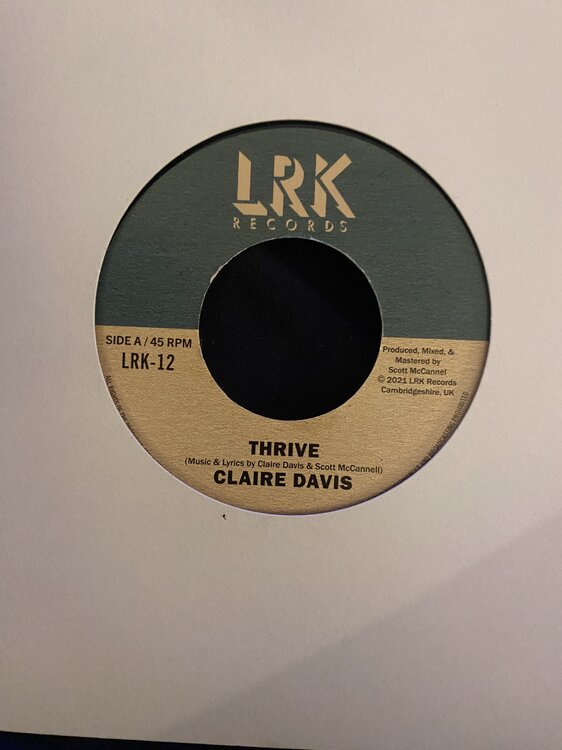 LRK
RECORDS
SIDE A / 45 RPM
LRK-12
Produced, Mixed, &
Mastered by
Scott McCannel
© 2021 LRK Records
Cambridgeshire, UK
THRIVE
(Music & Lyrics by Claire Davis & Scott McCannell)
CLAIRE DAVIS